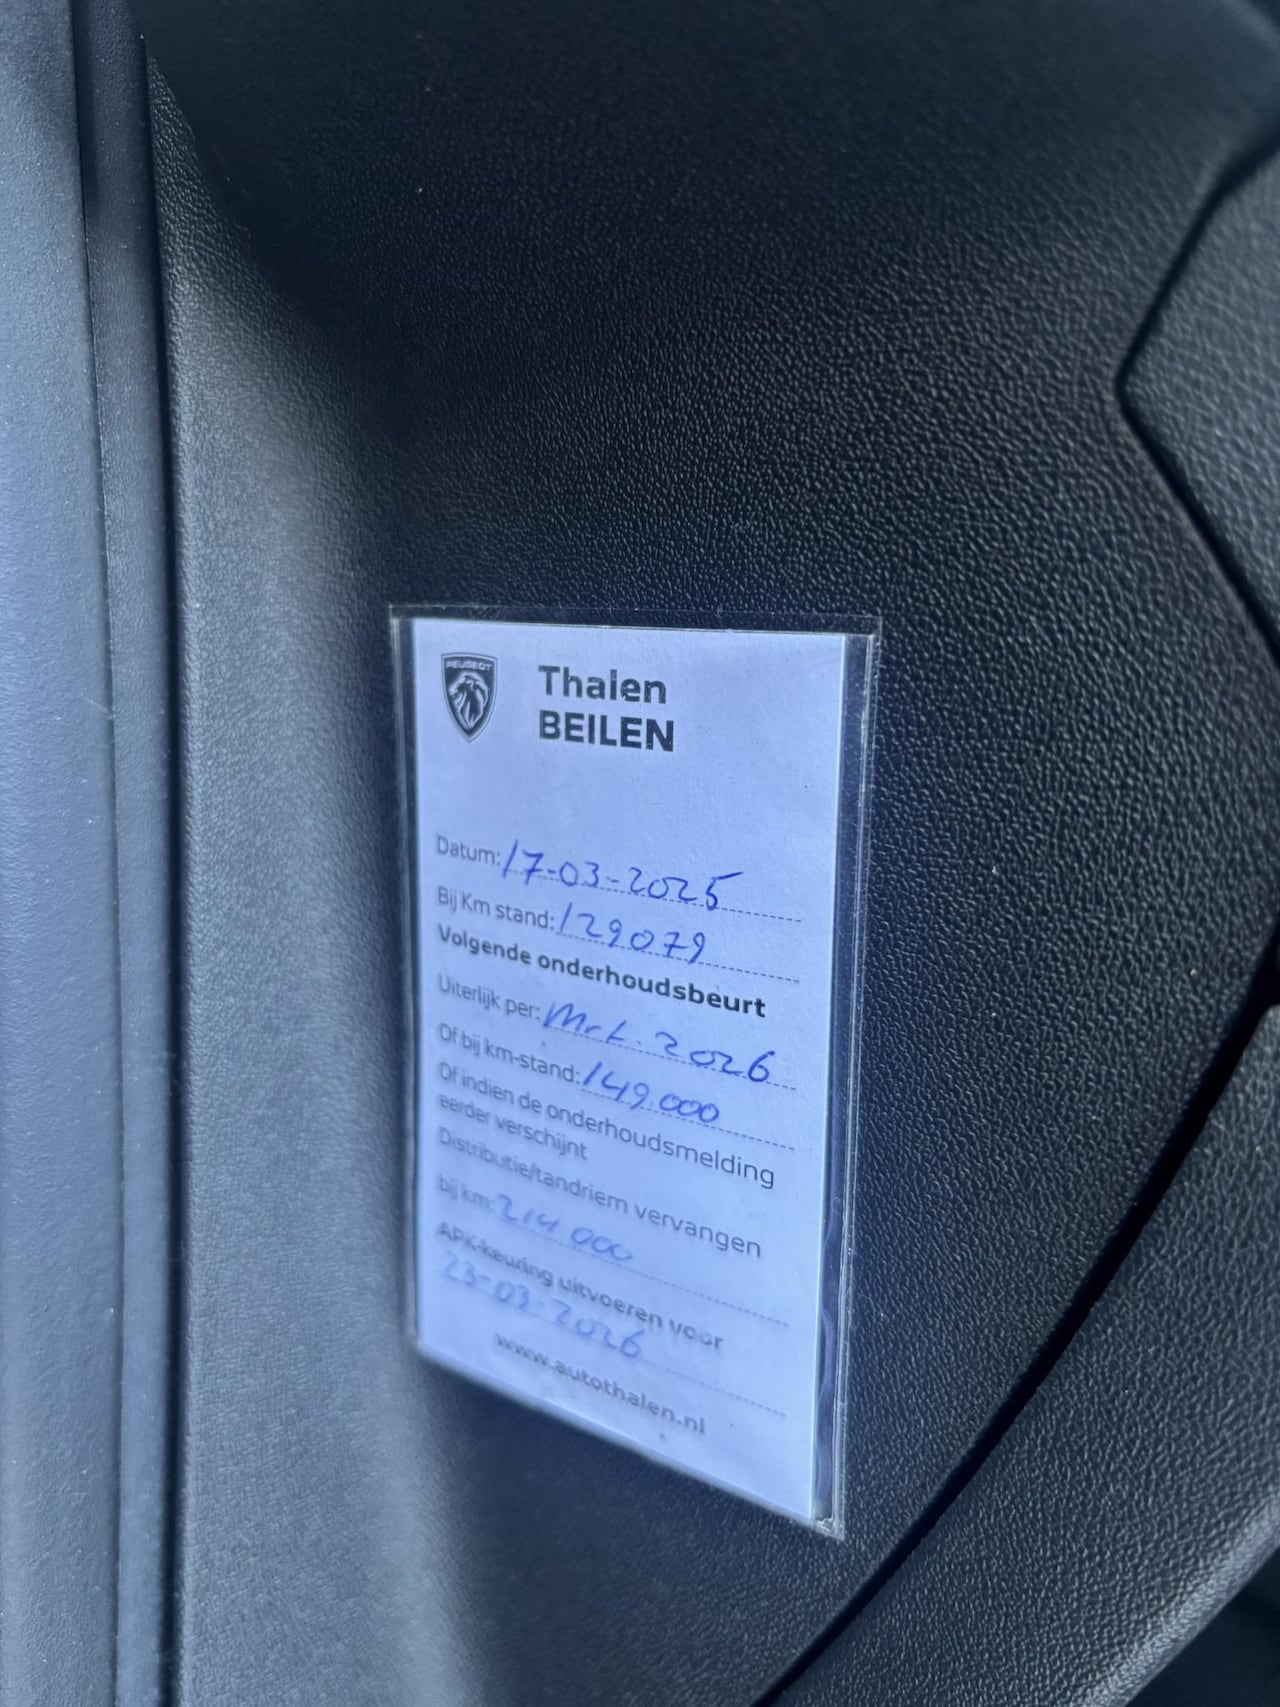 PEUGEOT
Thalen
BEILEN
Datum: 17-03-2025
Bij Km stand: 129079
Volgende onderhoudsbeurt
Uiterlijk per: Mrt. 2026
Of bij km-stand: 149.000
Of indien de onderhoudsmelding
eerder verschijnt
Distributie/tandriem vervangen
bij km: 214.000
APK-keuring uitvoeren voor
23-03-2026
www.autothalen.nl